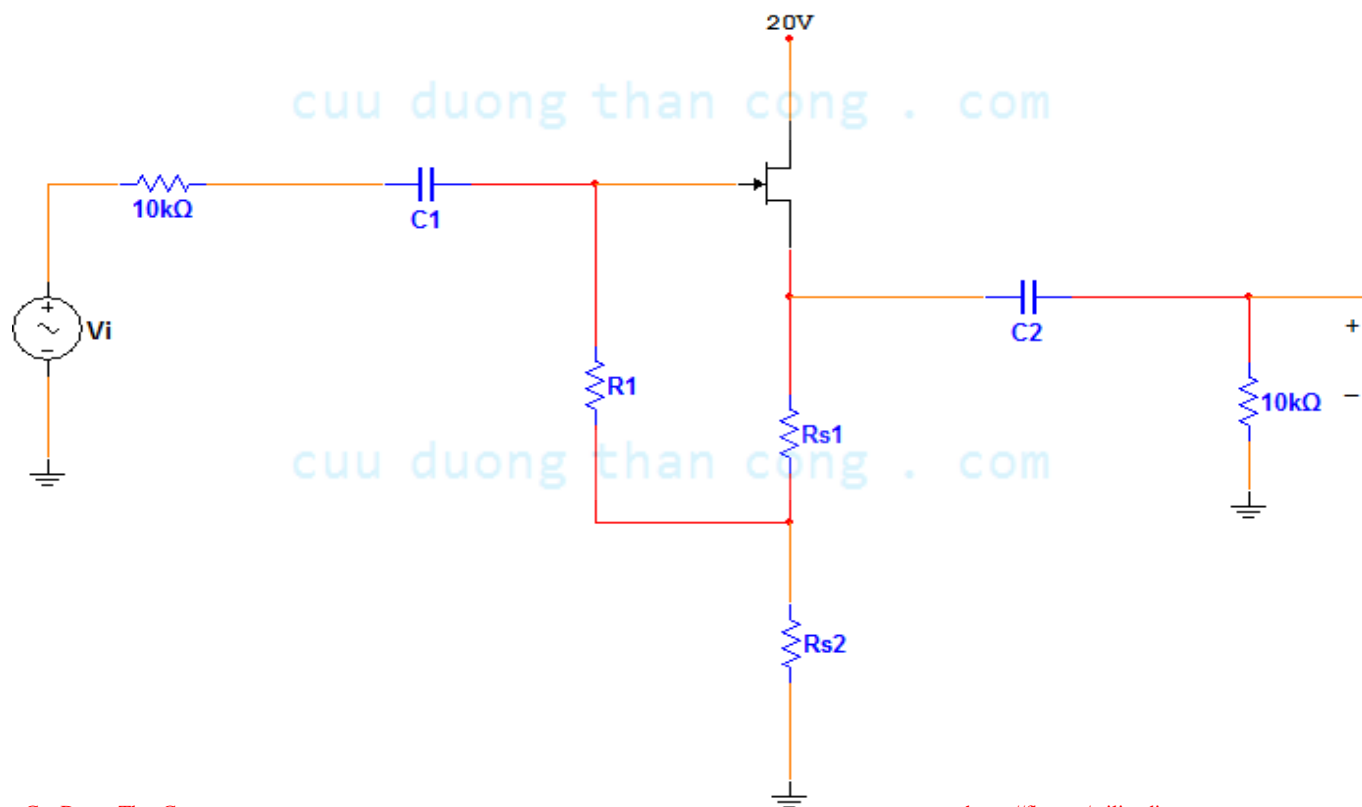 20V
cuu duong than cong . com
10kΩ
C1
Vi
C2
R1
10kΩ
Rs1
cuu duong than cong . com
Rs2